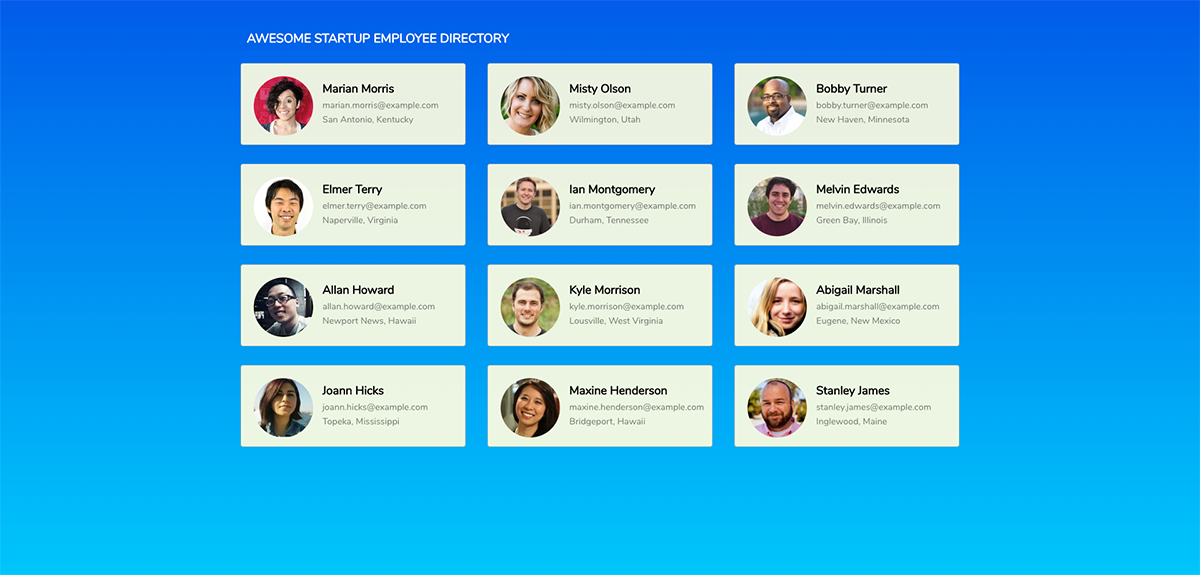 AWESOME STARTUP EMPLOYEE DIRECTORY
Marian Morris
marian.morris@example.com
San Antonio, Kentucky
Misty Olson
misty.olson@example.com
Wilmington, Utah
Bobby Turner
bobby.turner@example.com
New Haven, Minnesota
Elmer Terry
elmer.terry@example.com
Naperville, Virginia
Ian Montgomery
ian.montgomery@example.com
Durham, Tennessee
Melvin Edwards
melvin.edwards@example.com
Green Bay, Illinois
Allan Howard
allan.howard@example.com
Newport News, Hawaii
Kyle Morrison
kyle.morrison@example.com
Lousville, West Virginia
Abigail Marshall
abigail.marshall@example.com
Eugene, New Mexico
Joann Hicks
joann.hicks@example.com
Topeka, Mississippi
Maxine Henderson
maxine.henderson@example.com
Bridgeport, Hawaii
Stanley James
stanley.james@example.com
Inglewood, Maine